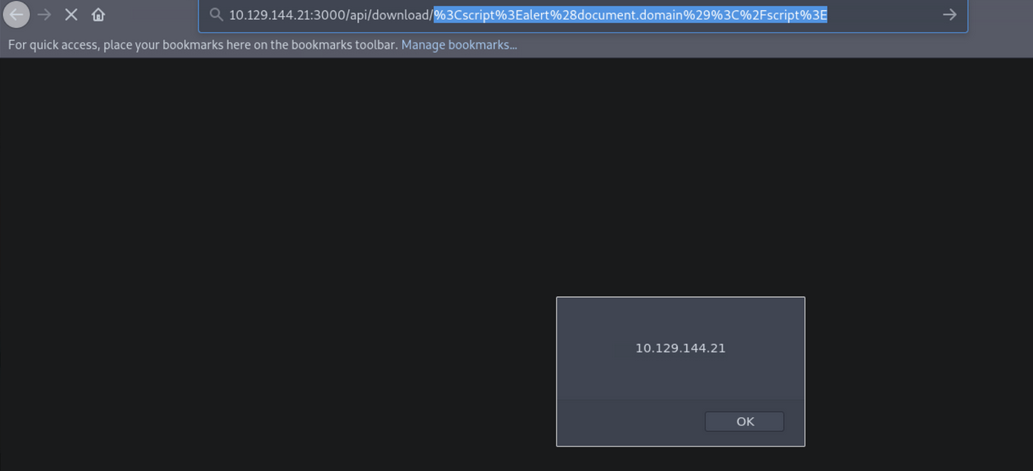 10.129.144.21:3000/api/download/%3Cscript%3Ealert%28document.domain%29%3C%2Fscript%3E
For quick access, place your bookmarks here on the bookmarks toolbar. Manage bookmarks...
10.129.144.21
OK